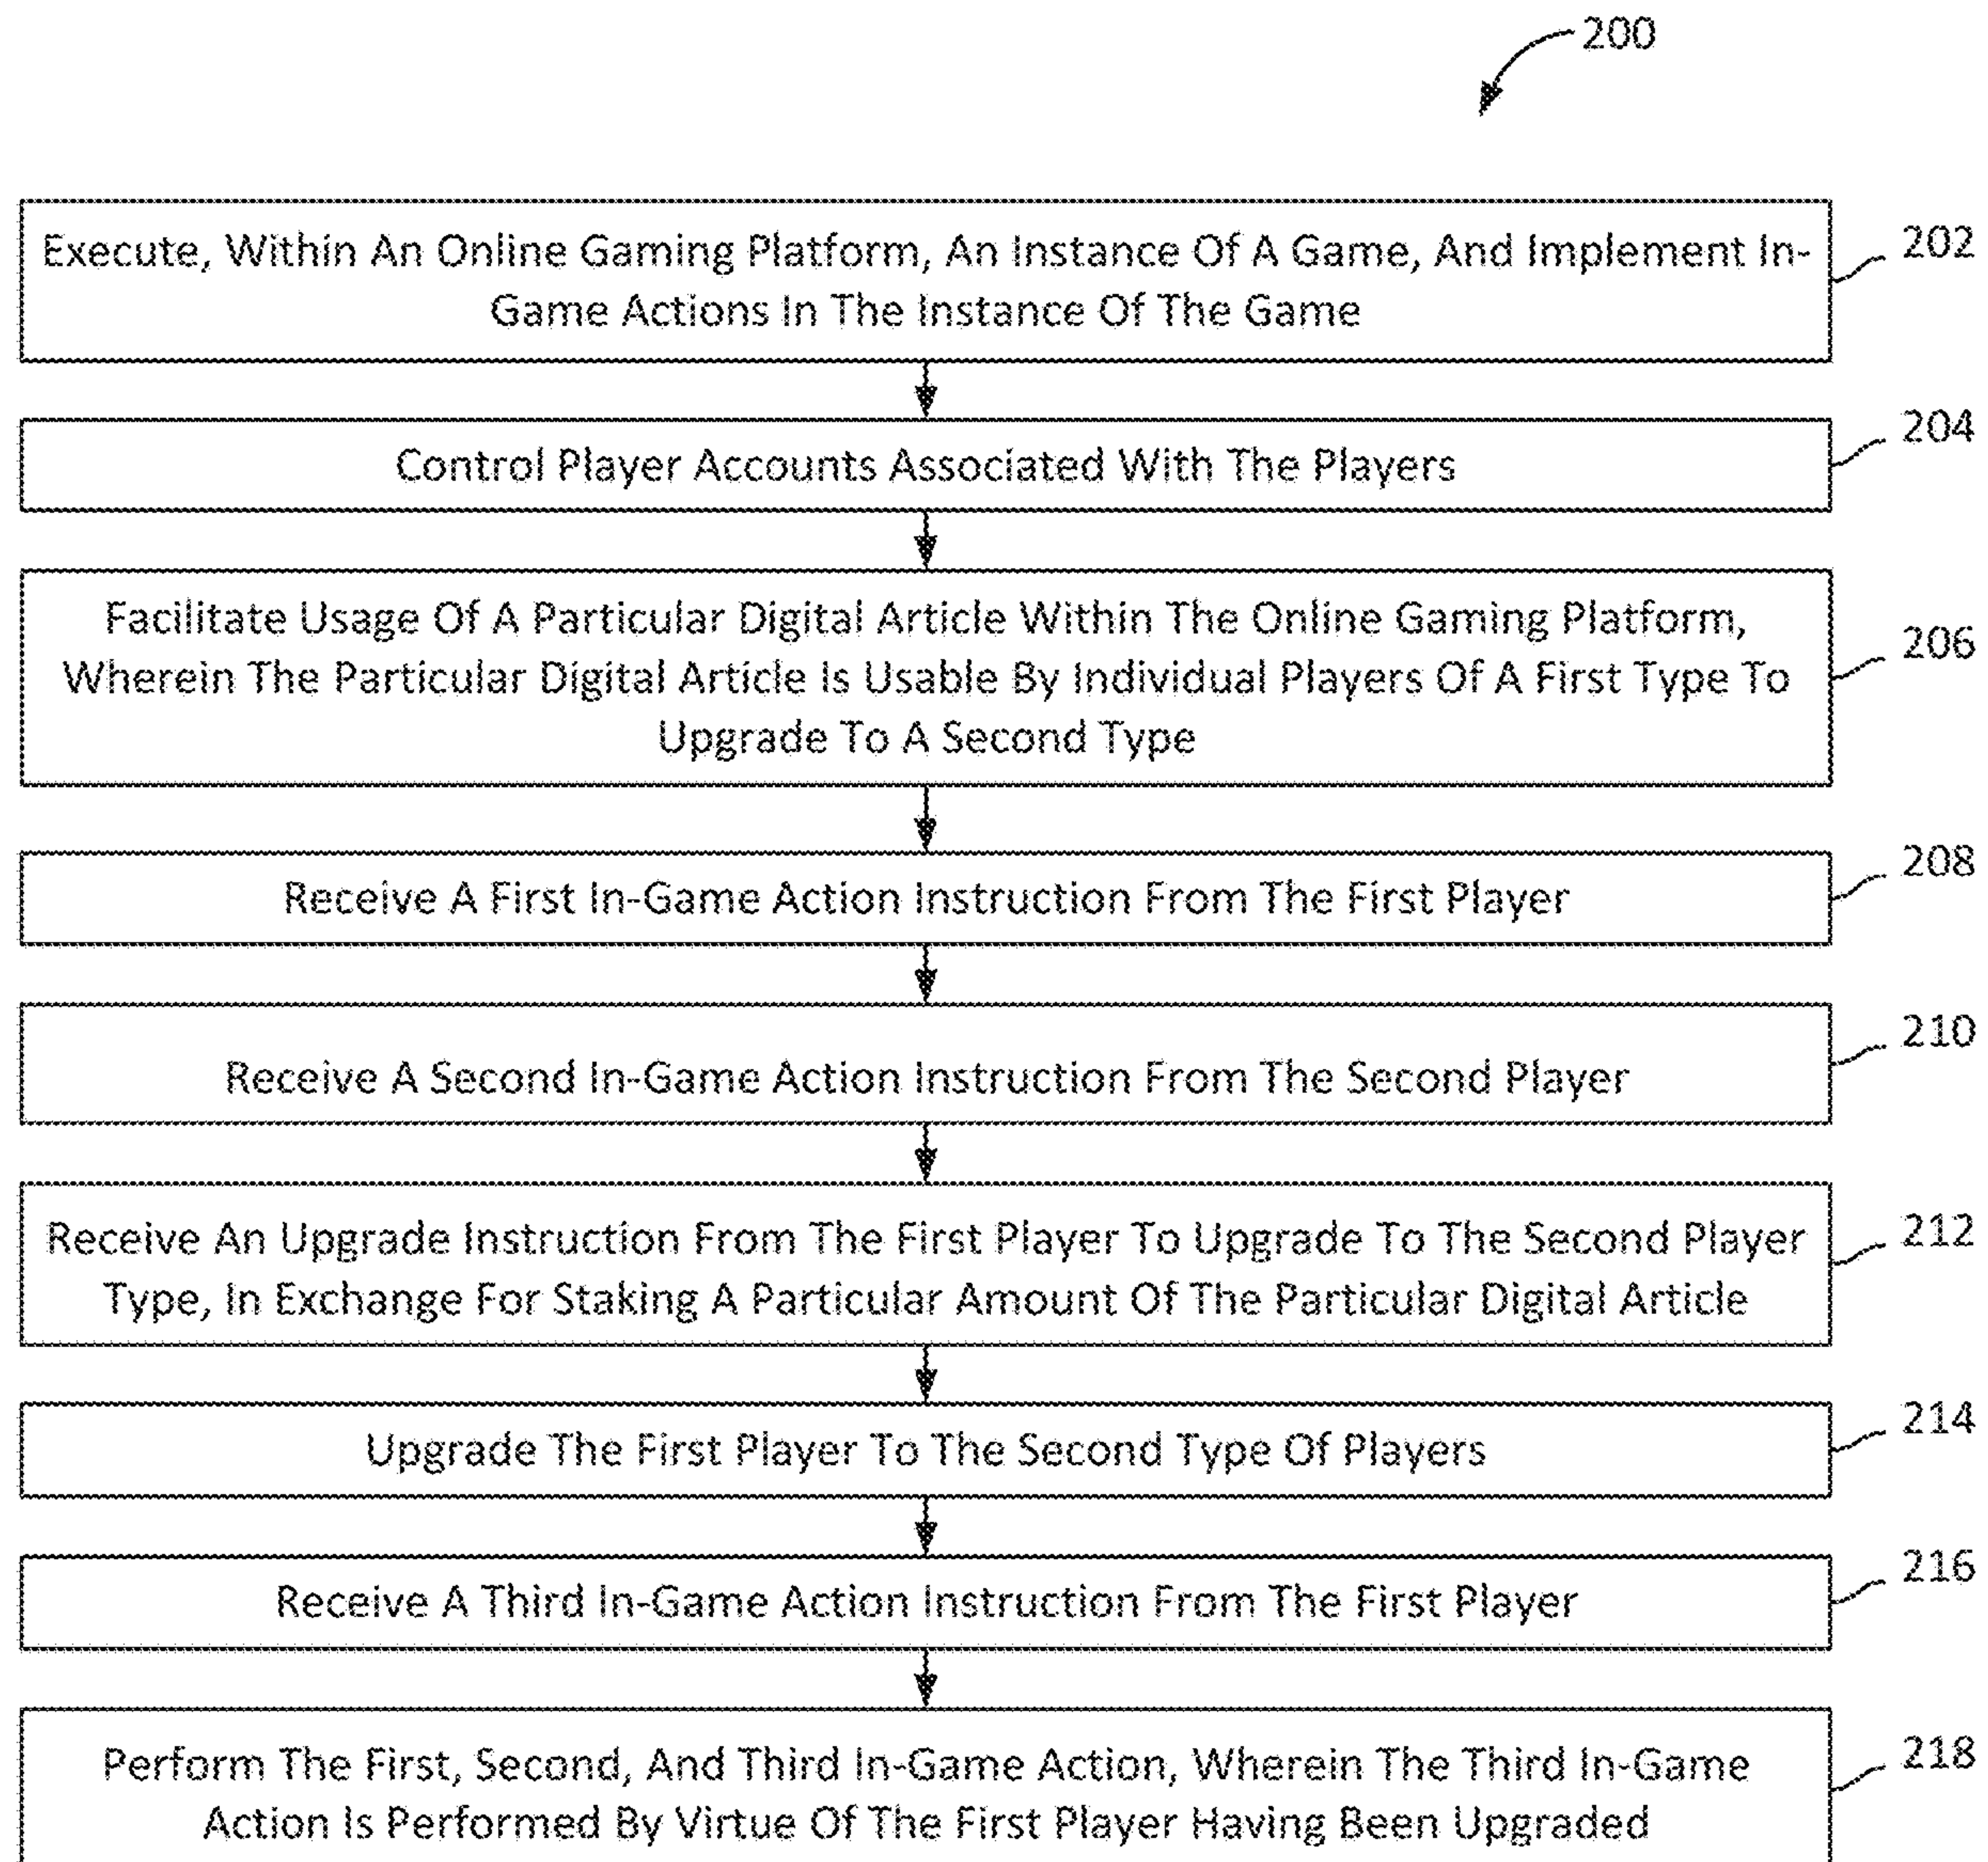 200
Execute, Within An Online Gaming Platform, An Instance Of A Game, And Implement In-
Game Actions In The Instance Of The Game
202
Control Player Accounts Associated With The Players
204
Facilitate Usage Of A Particular Digital Article Within The Online Gaming Platform,
Wherein The Particular Digital Article Is Usable By Individual Players Of A First Type To
Upgrade To A Second Type
206
Receive A First In-Game Action Instruction From The First Player
208
Receive A Second In-Game Action Instruction From The Second Player
210
Receive An Upgrade Instruction From The First Player To Upgrade To The Second Player
Type, In Exchange For Staking A Particular Amount Of The Particular Digital Article
212
Upgrade The First Player To The Second Type Of Players
214
Receive A Third In-Game Action Instruction From The First Player
216
Perform The First, Second, And Third In-Game Action, Wherein The Third In-Game
Action Is Performed By Virtue Of The First Player Having Been Upgraded
218